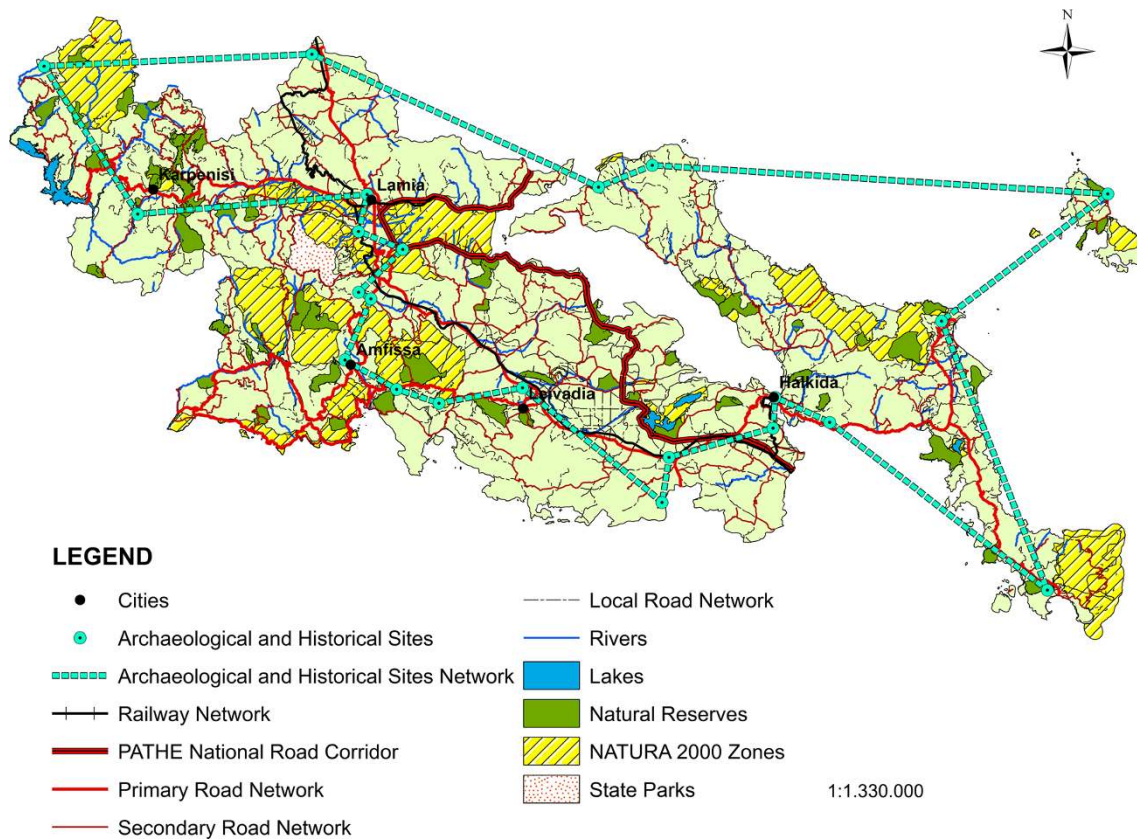 N
Karpenisi
Lamia
Amfissa
Leivadia
Halkida
LEGEND
Cities
Archaeological and Historical Sites
Archaeological and Historical Sites Network
Railway Network
PATHE National Road Corridor
Primary Road Network
Secondary Road Network
Local Road Network
Rivers
Lakes
Natural Reserves
NATURA 2000 Zones
State Parks
1:1.330.000